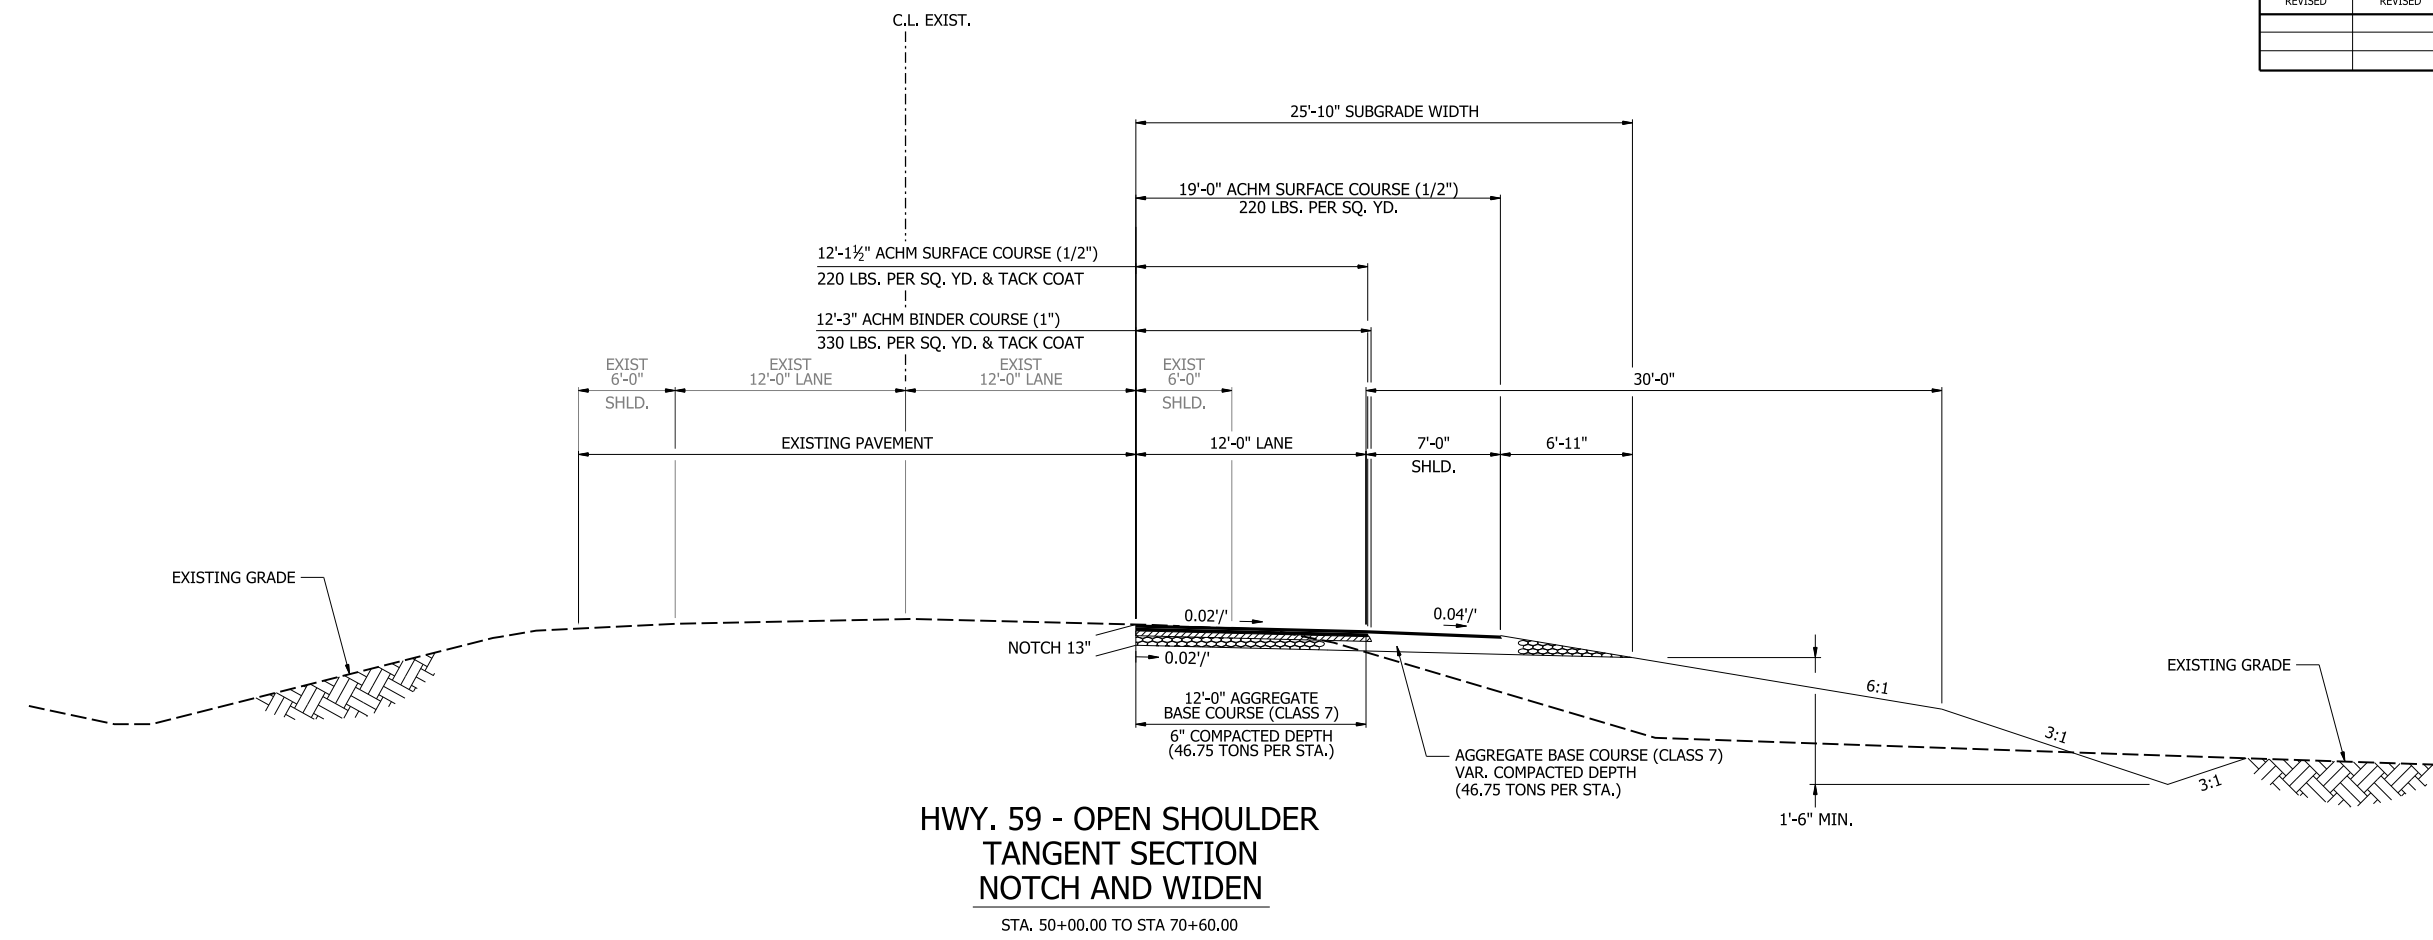 REVISED
REVISED
C.L. EXIST.
25'-10" SUBGRADE WIDTH
19'-0" ACHM SURFACE COURSE (1/2")
220 LBS. PER SQ. YD.
12'-1½" ACHM SURFACE COURSE (1/2")
220 LBS. PER SQ. YD. & TACK COAT
12'-3" ACHM BINDER COURSE (1")
330 LBS. PER SQ. YD. & TACK COAT
EXIST
6'-0"
SHLD.
EXIST
12'-0" LANE
EXIST
12'-0" LANE
EXIST
6'-0"
SHLD.
30'-0"
EXISTING PAVEMENT
12'-0" LANE
7'-0"
SHLD.
6'-11"
EXISTING GRADE
0.02'/'
0.04'/'
NOTCH 13"
0.02'/'
EXISTING GRADE
6:1
3:1
3:1
12'-0" AGGREGATE
BASE COURSE (CLASS 7)
6" COMPACTED DEPTH
(46.75 TONS PER STA.)
AGGREGATE BASE COURSE (CLASS 7)
VAR. COMPACTED DEPTH
(46.75 TONS PER STA.)
1'-6" MIN.
HWY. 59 - OPEN SHOULDER
TANGENT SECTION
NOTCH AND WIDEN
STA. 50+00.00 TO STA 70+60.00